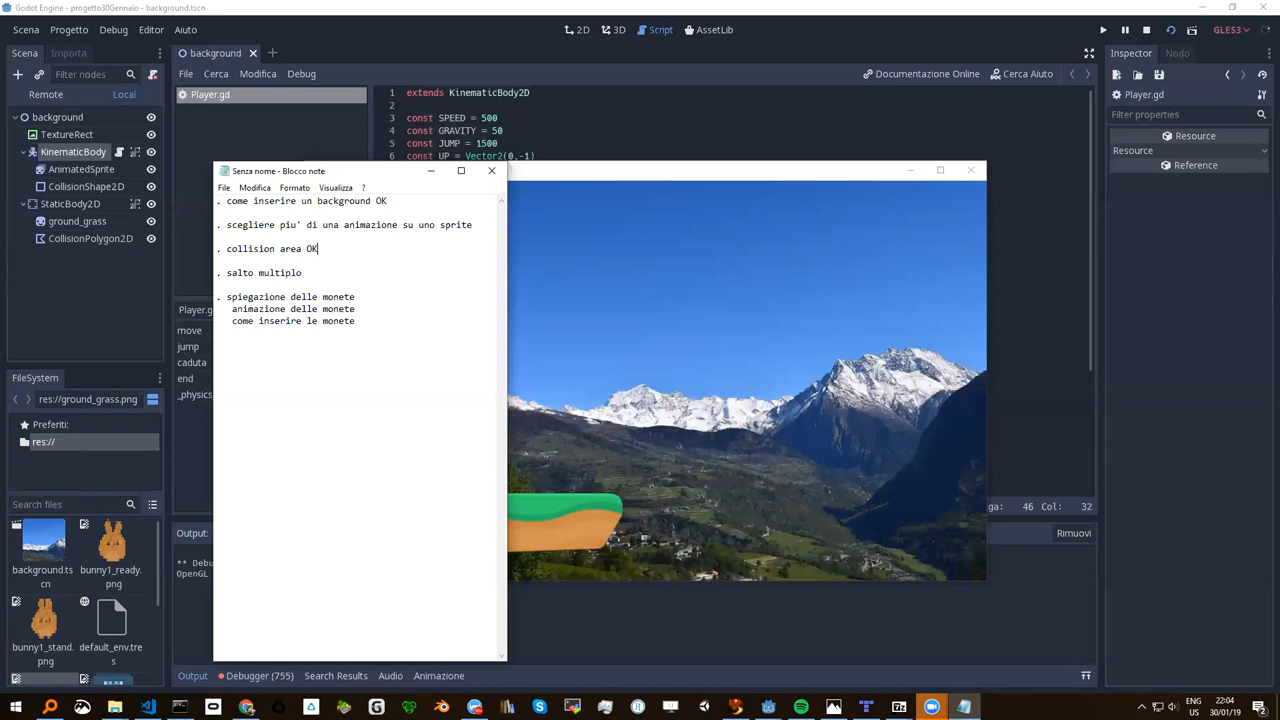 Godot Engine - progetto30Gennaio - background.tscn
Scena Progetto Debug Editor Aiuto
2D 3D Script AssetLib
GLES3
Scena Importa
Filter nodes
Remote Local
background
TextureRect
KinematicBody
AnimatedSprite
CollisionShape2D
StaticBody2D
ground_grass
CollisionPolygon2D
FileSystem
res://ground_grass.png
Preferiti:
res://
Search files
background.ts
cn
bunny1_ready.
png
bunny1_stand.
png
default_env.tre
s
background
File Cerca Modifica Debug
Documentazione Online Cerca Aiuto
Player.gd
1 extends KinematicBody2D
2
3 const SPEED = 500
4 const GRAVITY = 50
5 const JUMP = 1500
6 const UP = Vector2(0,-1)
Player.g
move
jump
caduta
end
_physics
Senza nome - Blocco note
File Modifica Formato Visualizza ?
. come inserire un background OK
. scegliere piu' di una animazione su uno sprite
. collision area OK
. salto multiplo
. spiegazione delle monete
animazione delle monete
come inserire le monete
ga: 46 Col: 32
Output:
Rimuovi
** Debu
OpenGL
Output Debugger (755) Search Results Audio Animazione
Inspector Nodo
Player.gd
Filter properties
Resource
Resource
Reference
ENG
US
22:04
30/01/19